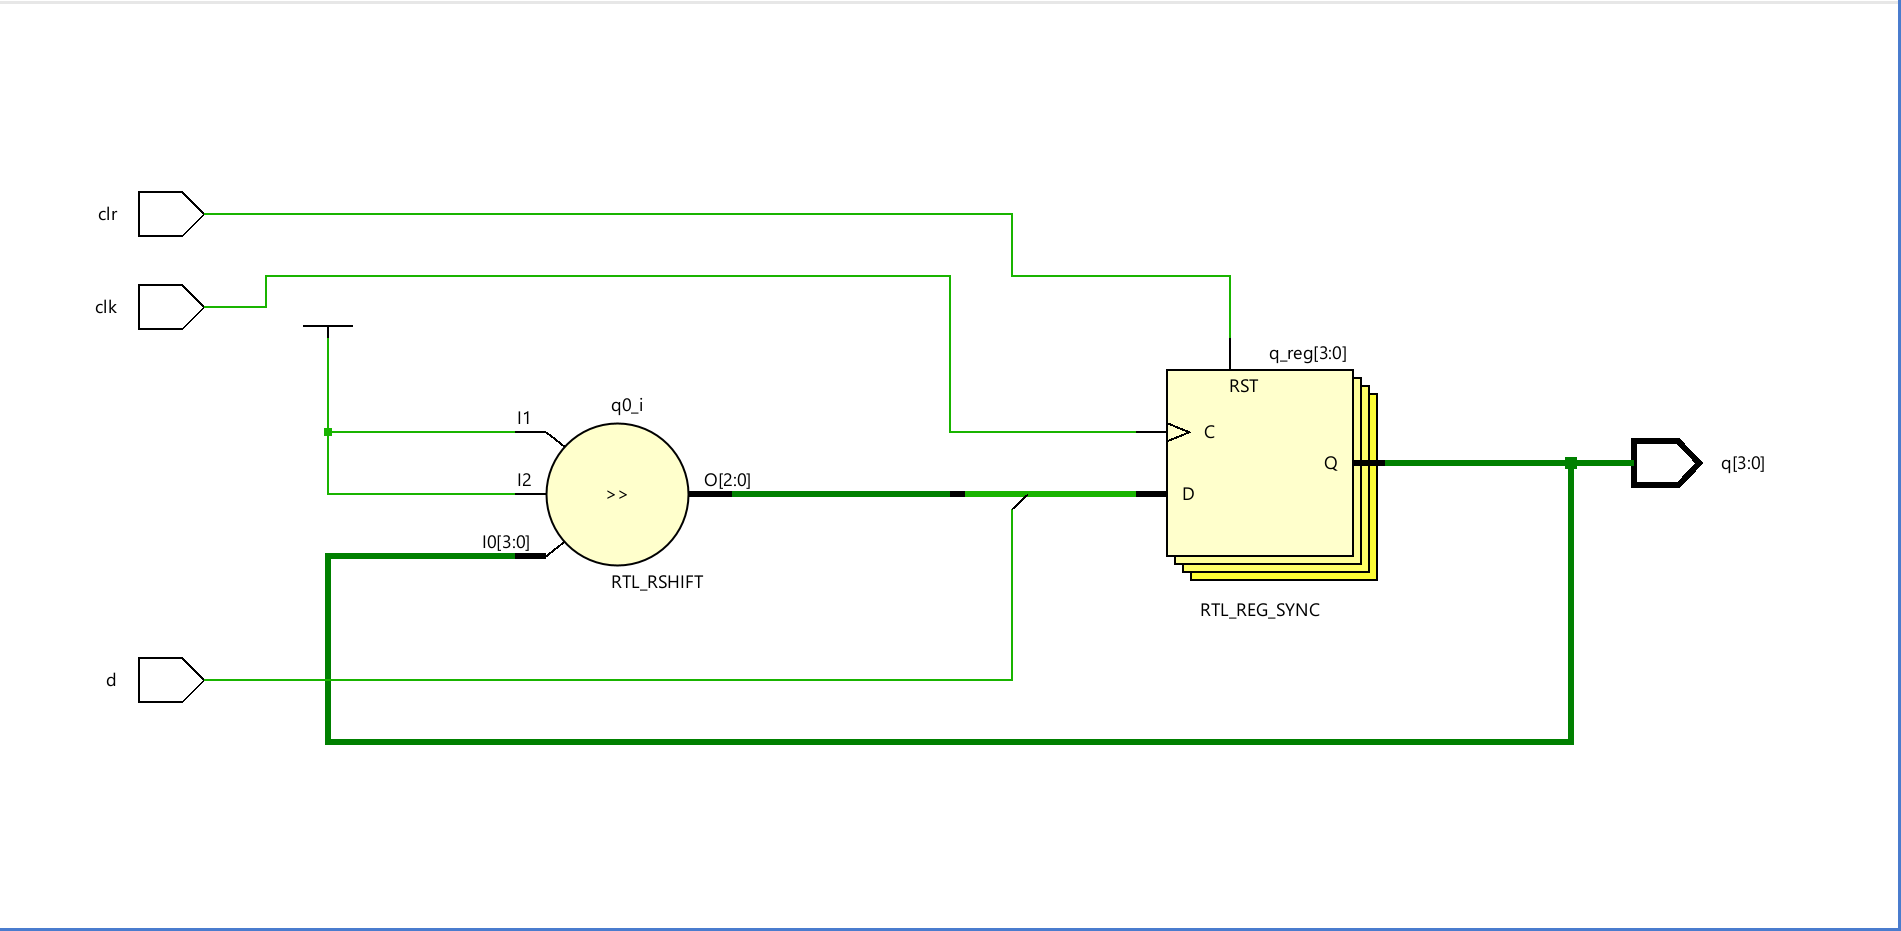 clr
clk
q_reg[3:0]
RST
q0_i
I1
C
Q
q[3:0]
I2
>>
O[2:0]
D
I0[3:0]
RTL_RSHIFT
RTL_REG_SYNC
d